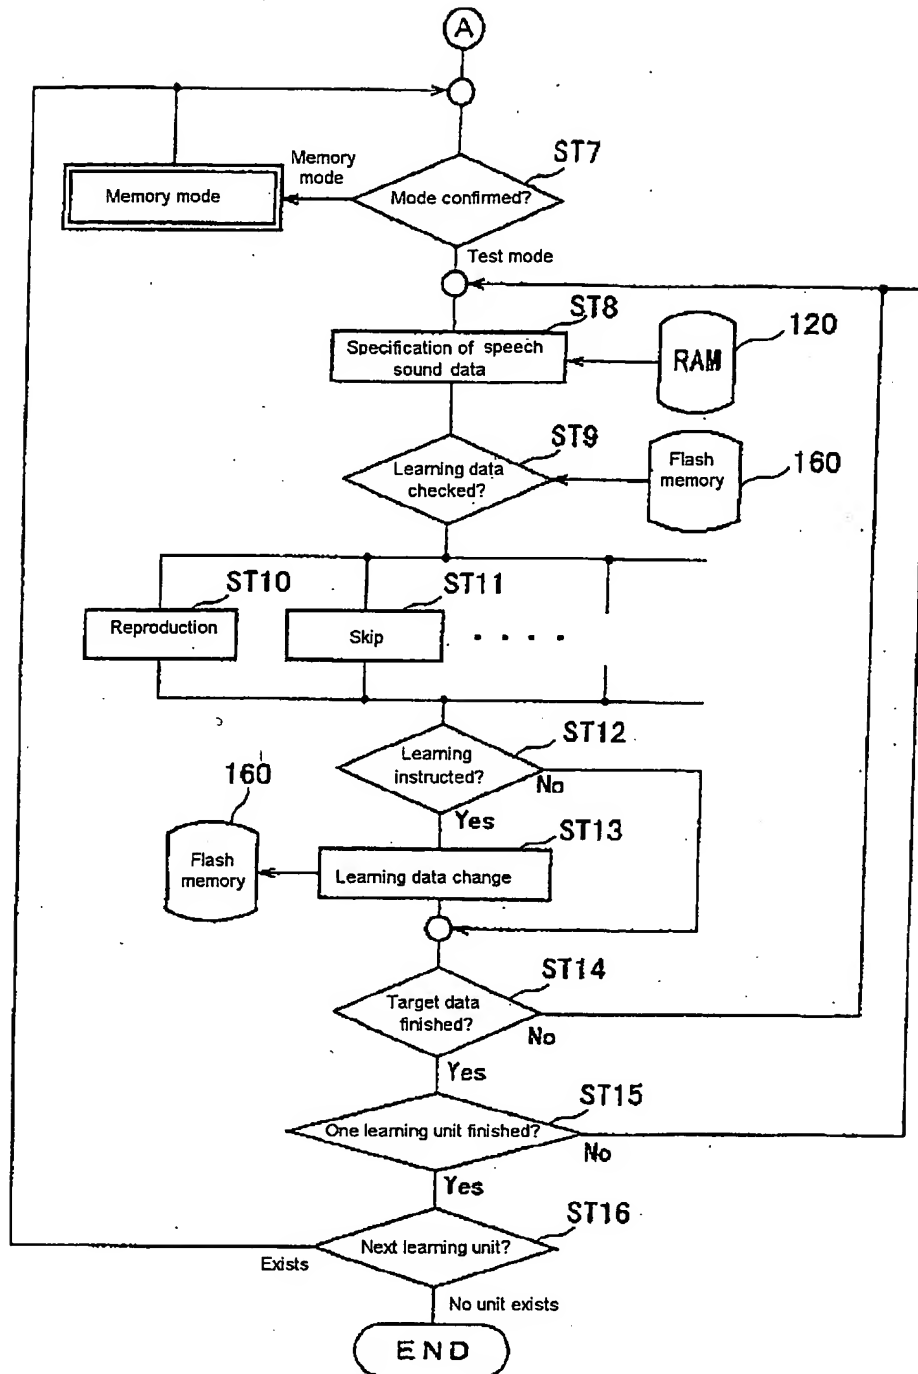 A
ST7
Memory
mode
Memory mode
Mode confirmed?
Test mode
ST8
120
Specification of speech
sound data
RAM
ST9
Learning data
checked?
Flash
memory
160
ST10
ST11
Reproduction
Skip
. . . .
ST12
Learning
instructed?
No
160
Yes
ST13
Flash
memory
Learning data change
ST14
Target data
finished?
No
Yes
ST15
One learning unit finished?
No
Yes
ST16
Next learning unit?
Exists
No unit exists
END